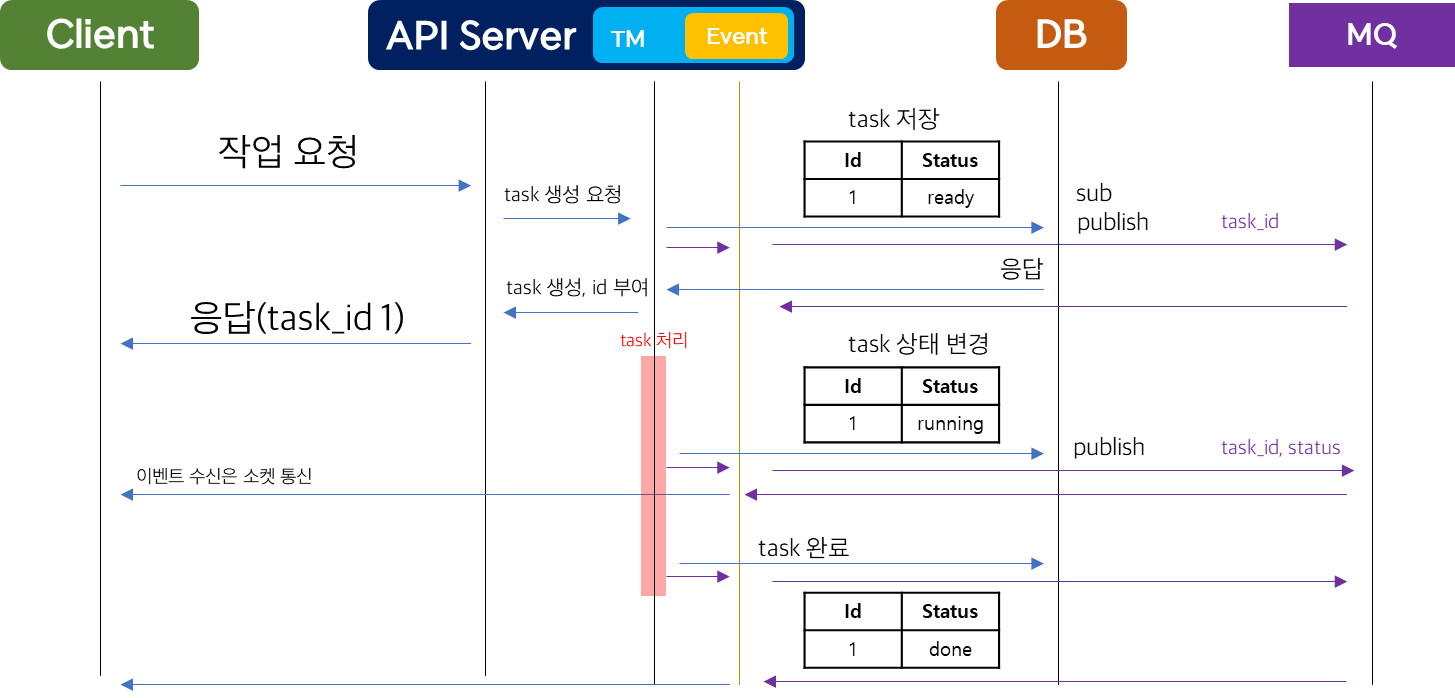 Client
API Server
TM
Event
DB
MQ
task 저장
작업 요청
Id Status
1 ready
task 생성 요청
sub
publish
task_id
응답
task 생성, id 부여
응답(task_id 1)
task 처리
task 상태 변경
Id Status
1 running
publish
task_id, status
이벤트 수신은 소켓 통신
task 완료
Id Status
1 done